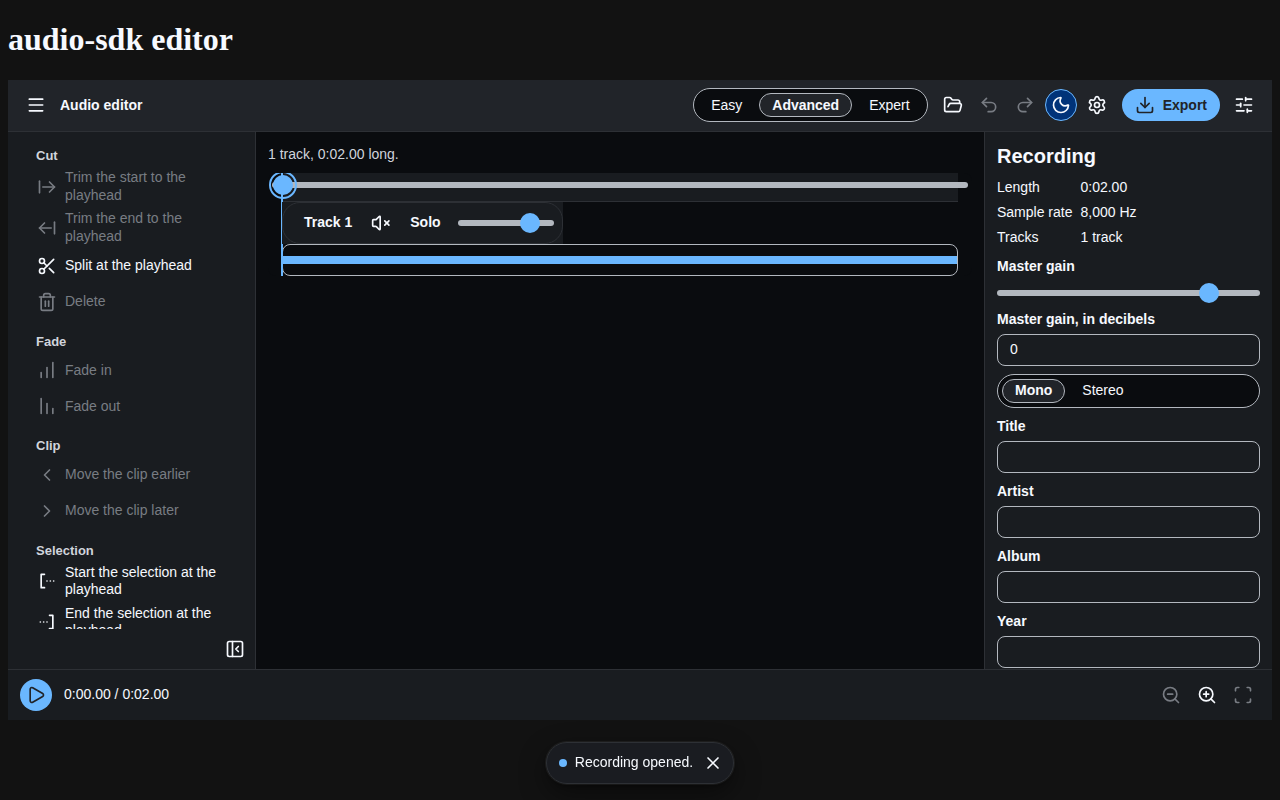 audio-sdk editor
Audio editor
Easy
Advanced
Expert
Export
Cut
Trim the start to the
playhead
Trim the end to the
playhead
Split at the playhead
Delete
Fade
Fade in
Fade out
Clip
Move the clip earlier
Move the clip later
Selection
Start the selection at the
playhead
End the selection at the
playhead
1 track, 0:02.00 long.
Track 1
Solo
Recording
Length 0:02.00
Sample rate 8,000 Hz
Tracks 1 track
Master gain
Master gain, in decibels
0
Mono
Stereo
Title
Artist
Album
Year
0:00.00 / 0:02.00
Recording opened.